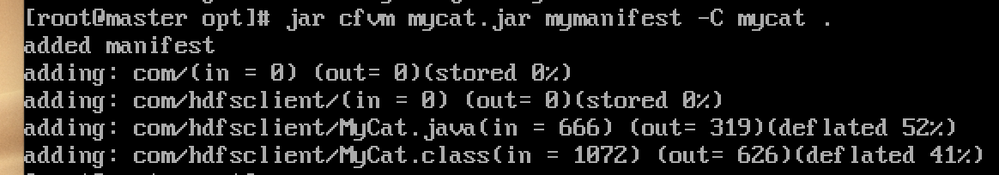 [root@master opt]# jar cfvm mycat.jar mymanifest -C mycat .
added manifest
adding: com/(in = 0) (out= 0)(stored 0%)
adding: com/hdfsclient/(in = 0) (out= 0)(stored 0%)
adding: com/hdfsclient/MyCat.java(in = 666) (out= 319)(deflated 52%)
adding: com/hdfsclient/MyCat.class(in = 1072) (out= 626)(deflated 41%)